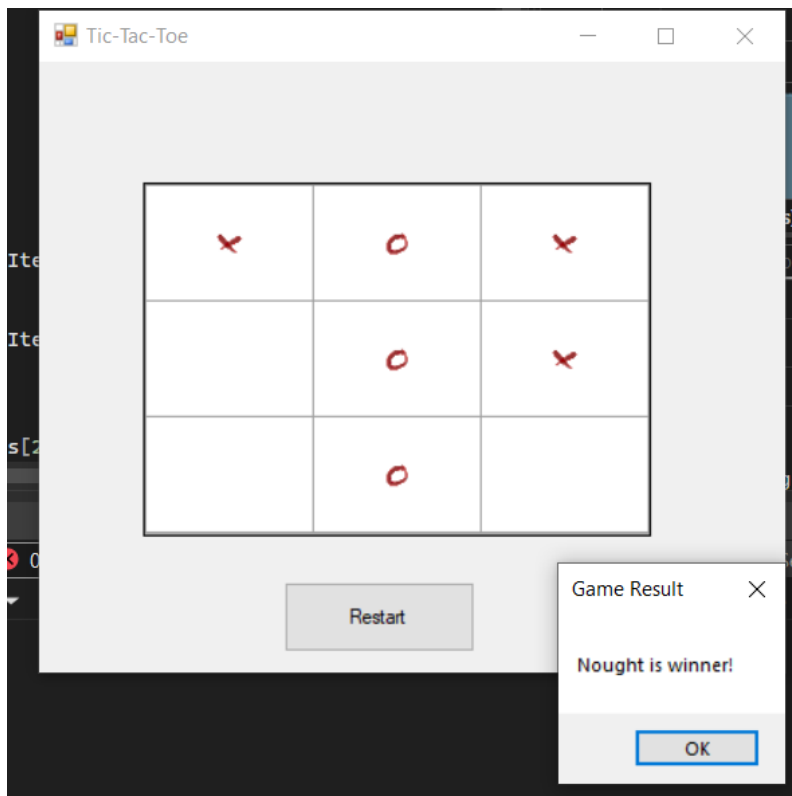 Tic-Tac-Toe
X O X
Ite
O X
Ite
s[2
O
0
Restart
Game Result
Nought is winner!
OK